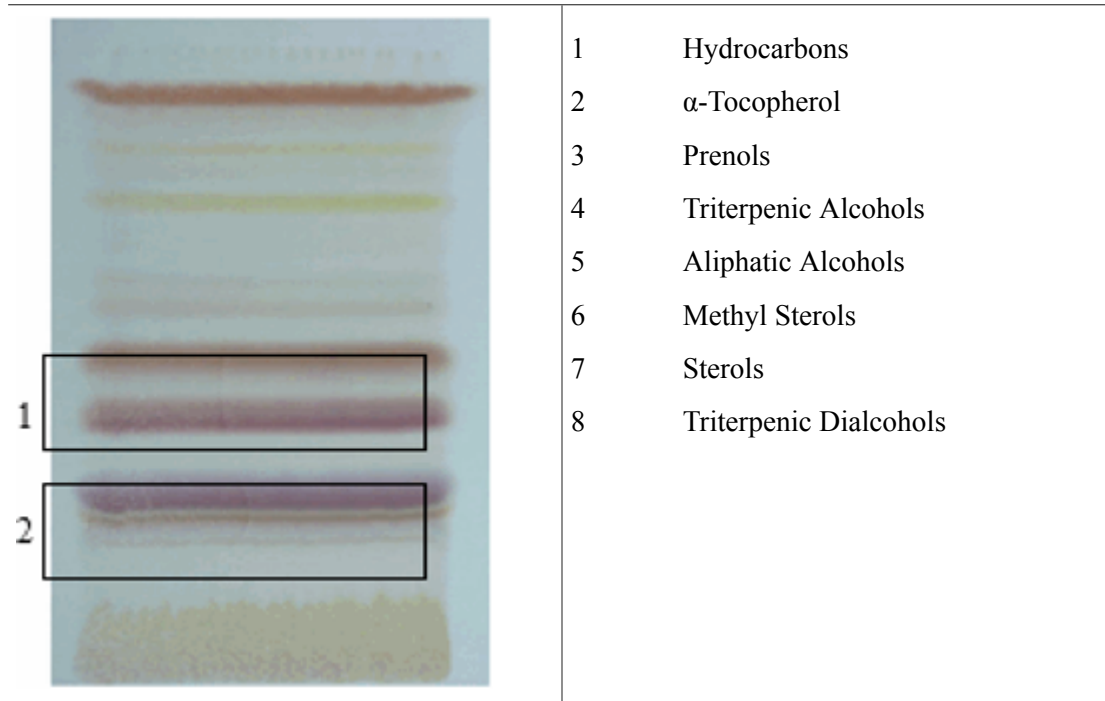 1
2
1 Hydrocarbons
2 α-Tocopherol
3 Prenols
4 Triterpenic Alcohols
5 Aliphatic Alcohols
6 Methyl Sterols
7 Sterols
8 Triterpenic Dialcohols